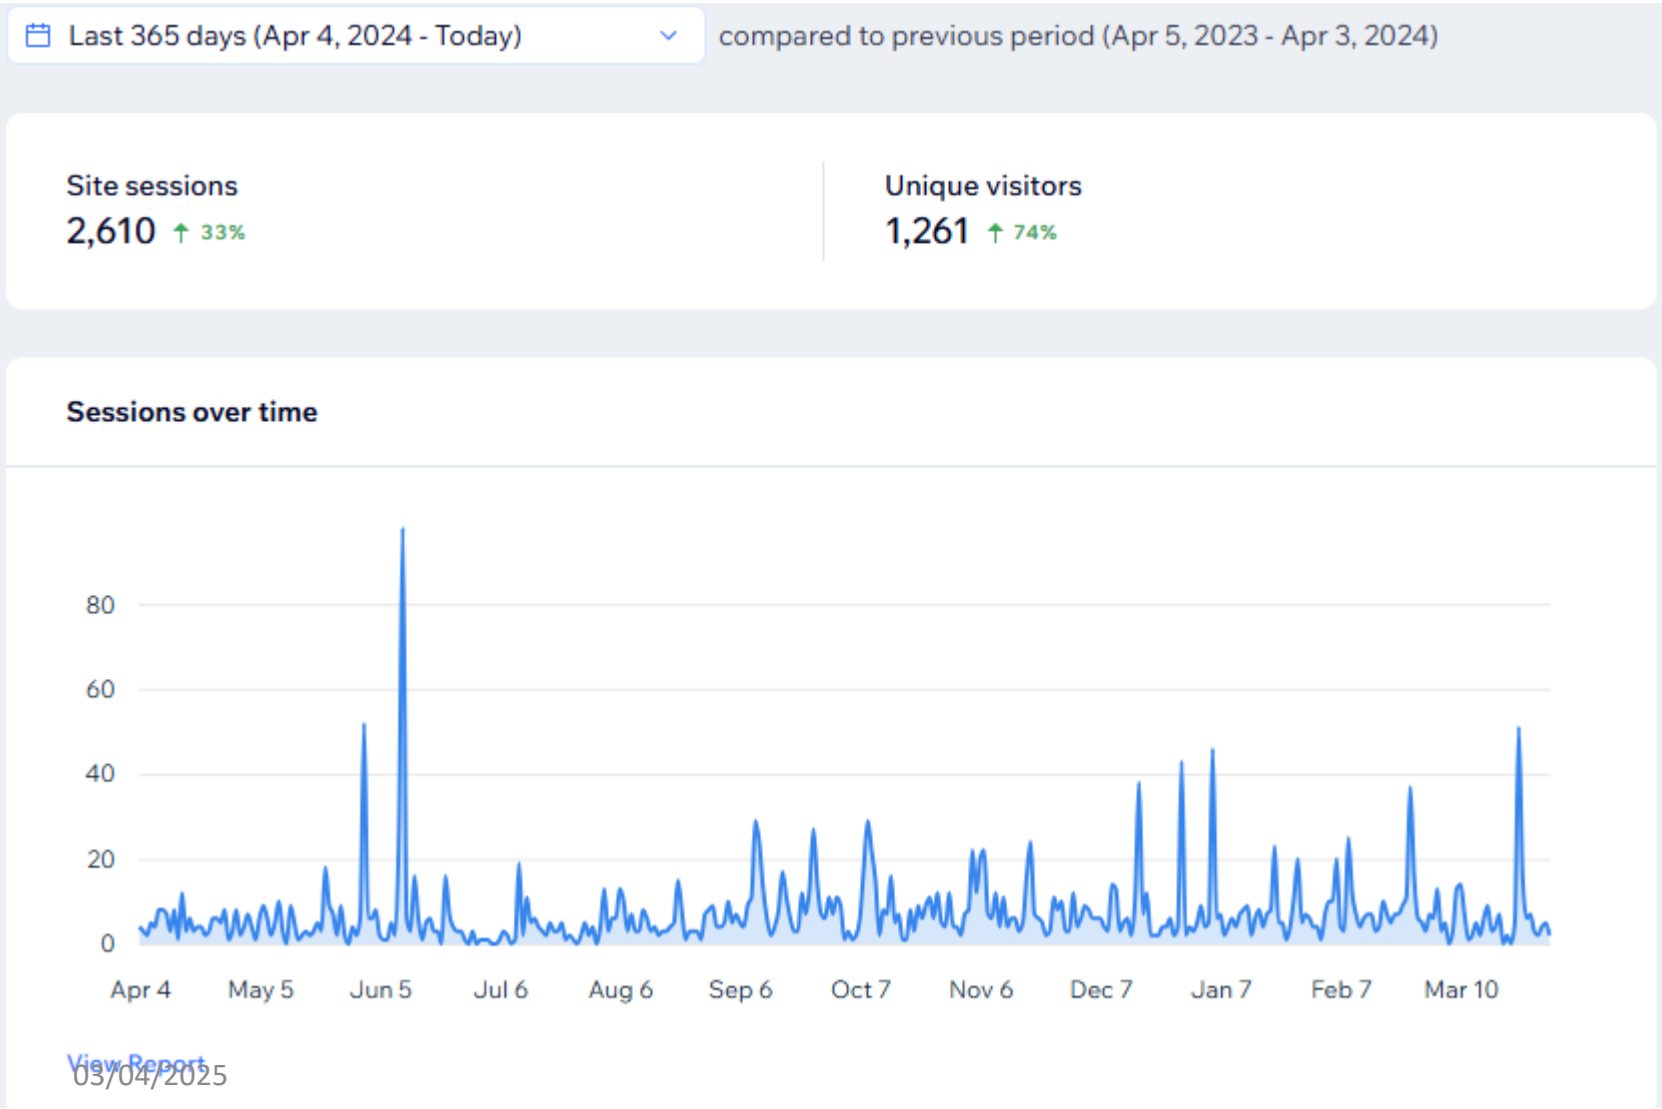 Last 365 days (Apr 4, 2024 - Today) compared to previous period (Apr 5, 2023 - Apr 3, 2024)
Site sessions
2,610 ↑ 33%
Unique visitors
1,261 ↑ 74%
Sessions over time
80
60
40
20
0
Apr 4 May 5 Jun 5 Jul 6 Aug 6 Sep 6 Oct 7 Nov 6 Dec 7 Jan 7 Feb 7 Mar 10
View Report
03/04/2025